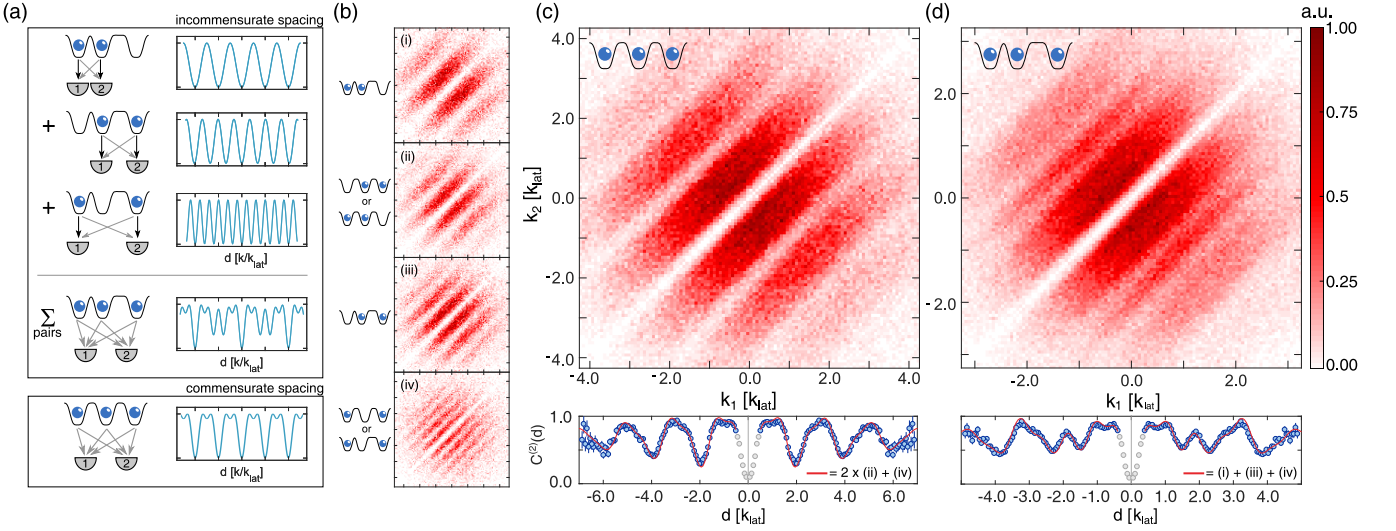 (a)
incommensurate spacing
1 2
+
1 2
+
1 2
d [k/k_lat]
∑
pairs
1 2
d [k/k_lat]
commensurate spacing
1 2
d [k/k_lat]
(b)
(i)
(ii)
or
(iii)
(iv)
or
(c)
4.0
2.0
0.0
-2.0
-4.0
k_2 [k_lat]
-4.0 -2.0 0.0 2.0 4.0
k_1 [k_lat]
1.0
0.0
C^(2)(d)
= 2 x (ii) + (iv)
-6.0 -4.0 -2.0 0.0 2.0 4.0 6.0
d [k_lat]
(d)
2.0
0.0
-2.0
-2.0 0.0 2.0
k_1 [k_lat]
= (i) + (iii) + (iv)
-4.0 -3.0 -2.0 -1.0 0.0 1.0 2.0 3.0 4.0
d [k_lat]
a.u.
1.00
0.75
0.50
0.25
0.00